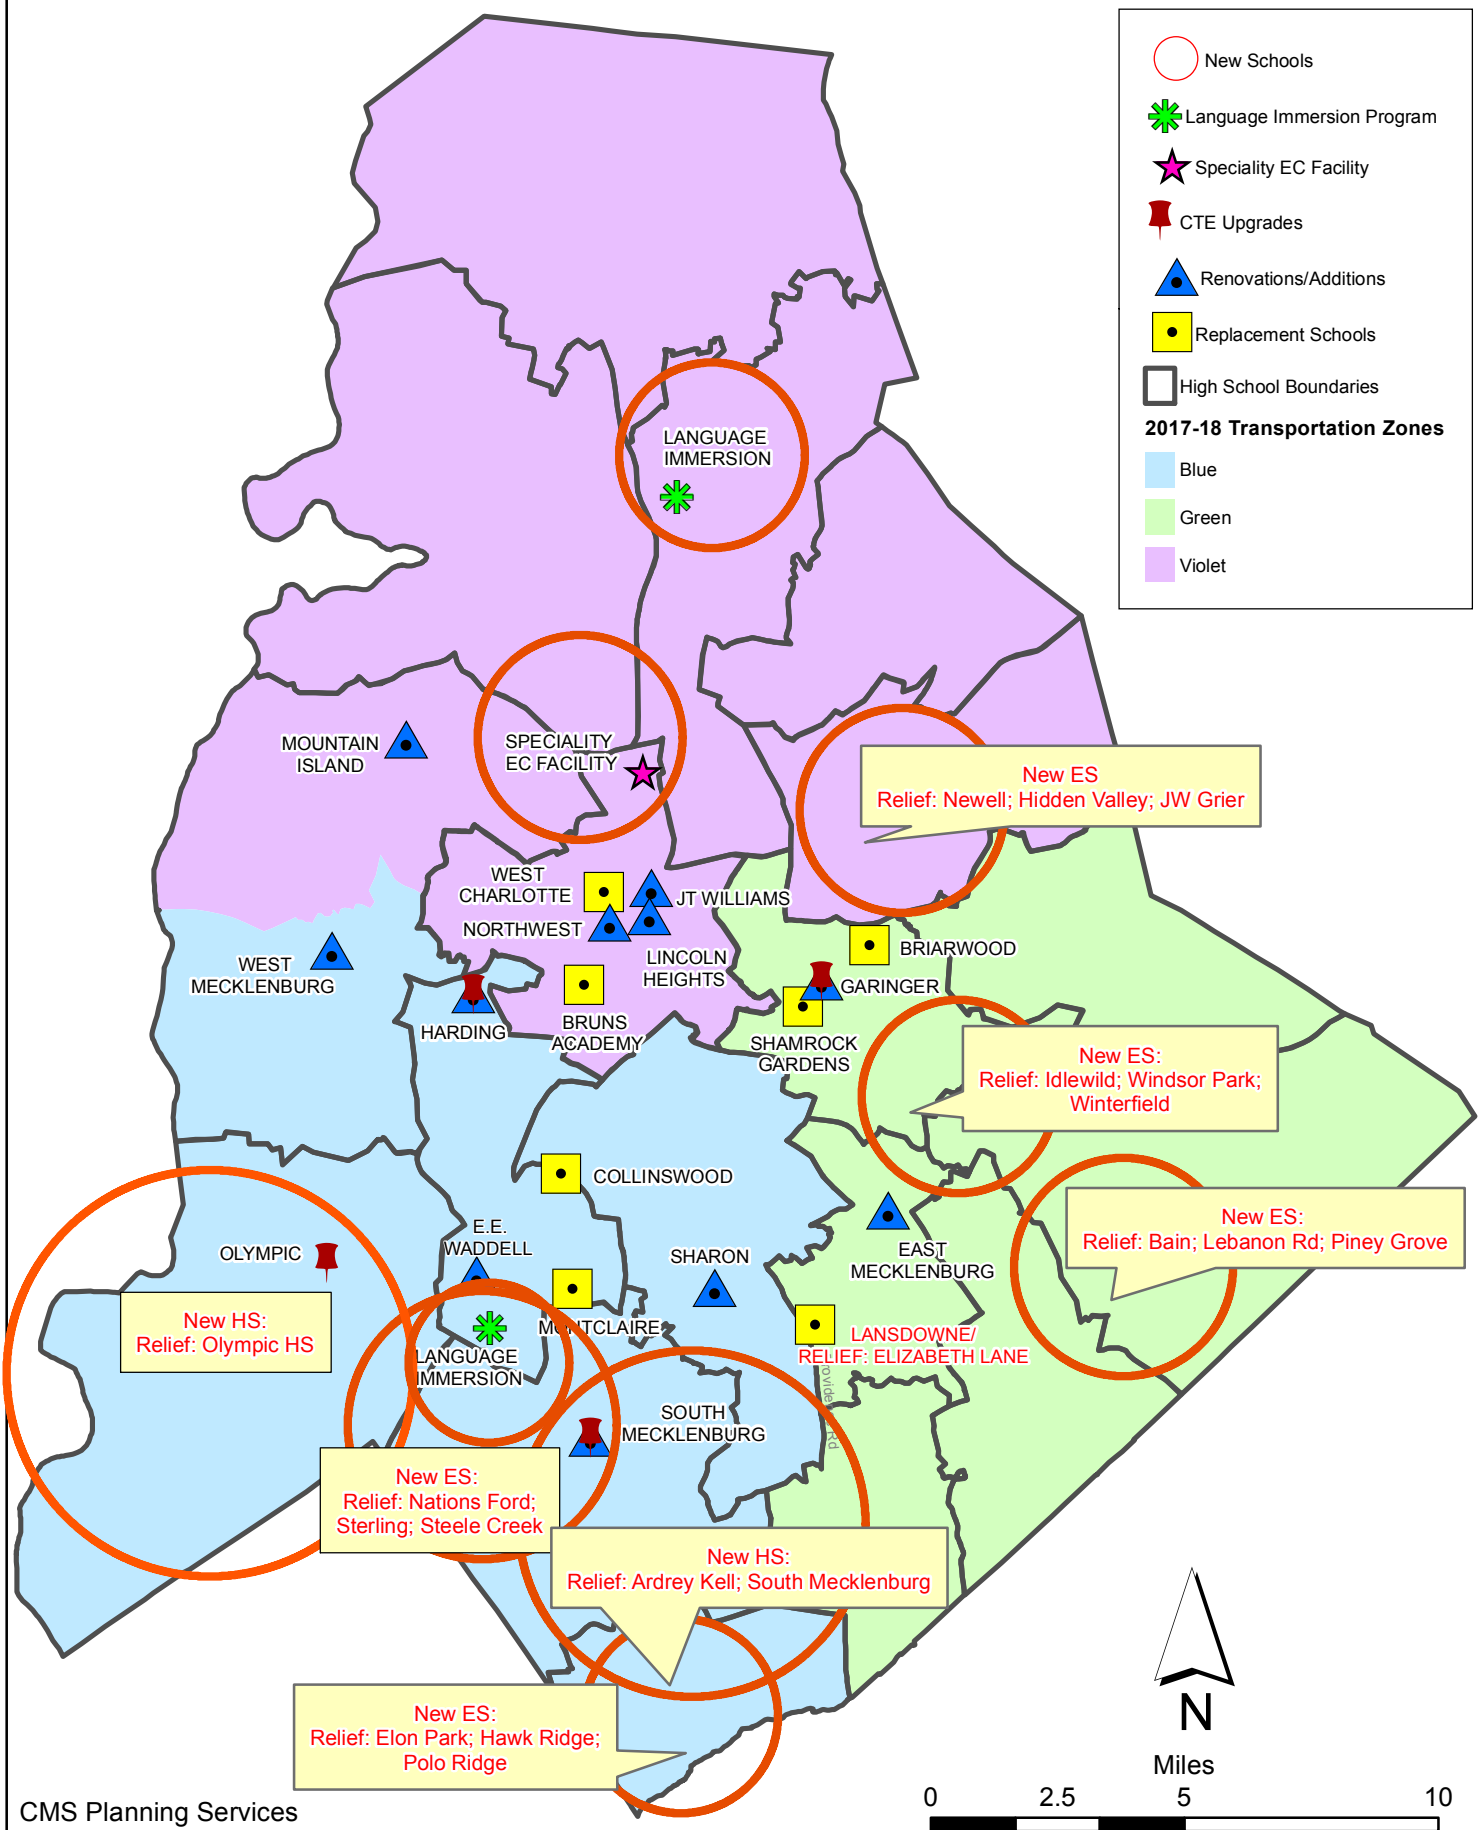 New Schools
Language Immersion Program
Speciality EC Facility
CTE Upgrades
Renovations/Additions
Replacement Schools
High School Boundaries
2017-18 Transportation Zones
Blue
Green
Violet
LANGUAGE
IMMERSION
MOUNTAIN
ISLAND
SPECIALITY
EC FACILITY
New ES
Relief: Newell; Hidden Valley; JW Grier
WEST
CHARLOTTE
JT WILLIAMS
NORTHWEST
LINCOLN
HEIGHTS
BRIARWOOD
WEST
MECKLENBURG
GARINGER
HARDING
BRUNS
ACADEMY
SHAMROCK
GARDENS
New ES:
Relief: Idlewild; Windsor Park;
Winterfield
COLLINSWOOD
E.E.
WADDELL
OLYMPIC
SHARON
EAST
MECKLENBURG
New ES:
Relief: Bain; Lebanon Rd; Piney Grove
New HS:
Relief: Olympic HS
MONTCLAIRE
LANGUAGE
IMMERSION
LANSDOWNE/
RELIEF: ELIZABETH LANE
SOUTH
MECKLENBURG
New ES:
Relief: Nations Ford;
Sterling; Steele Creek
New HS:
Relief: Ardrey Kell; South Mecklenburg
New ES:
Relief: Elon Park; Hawk Ridge;
Polo Ridge
N
Miles
0 2.5 5 10
CMS Planning Services